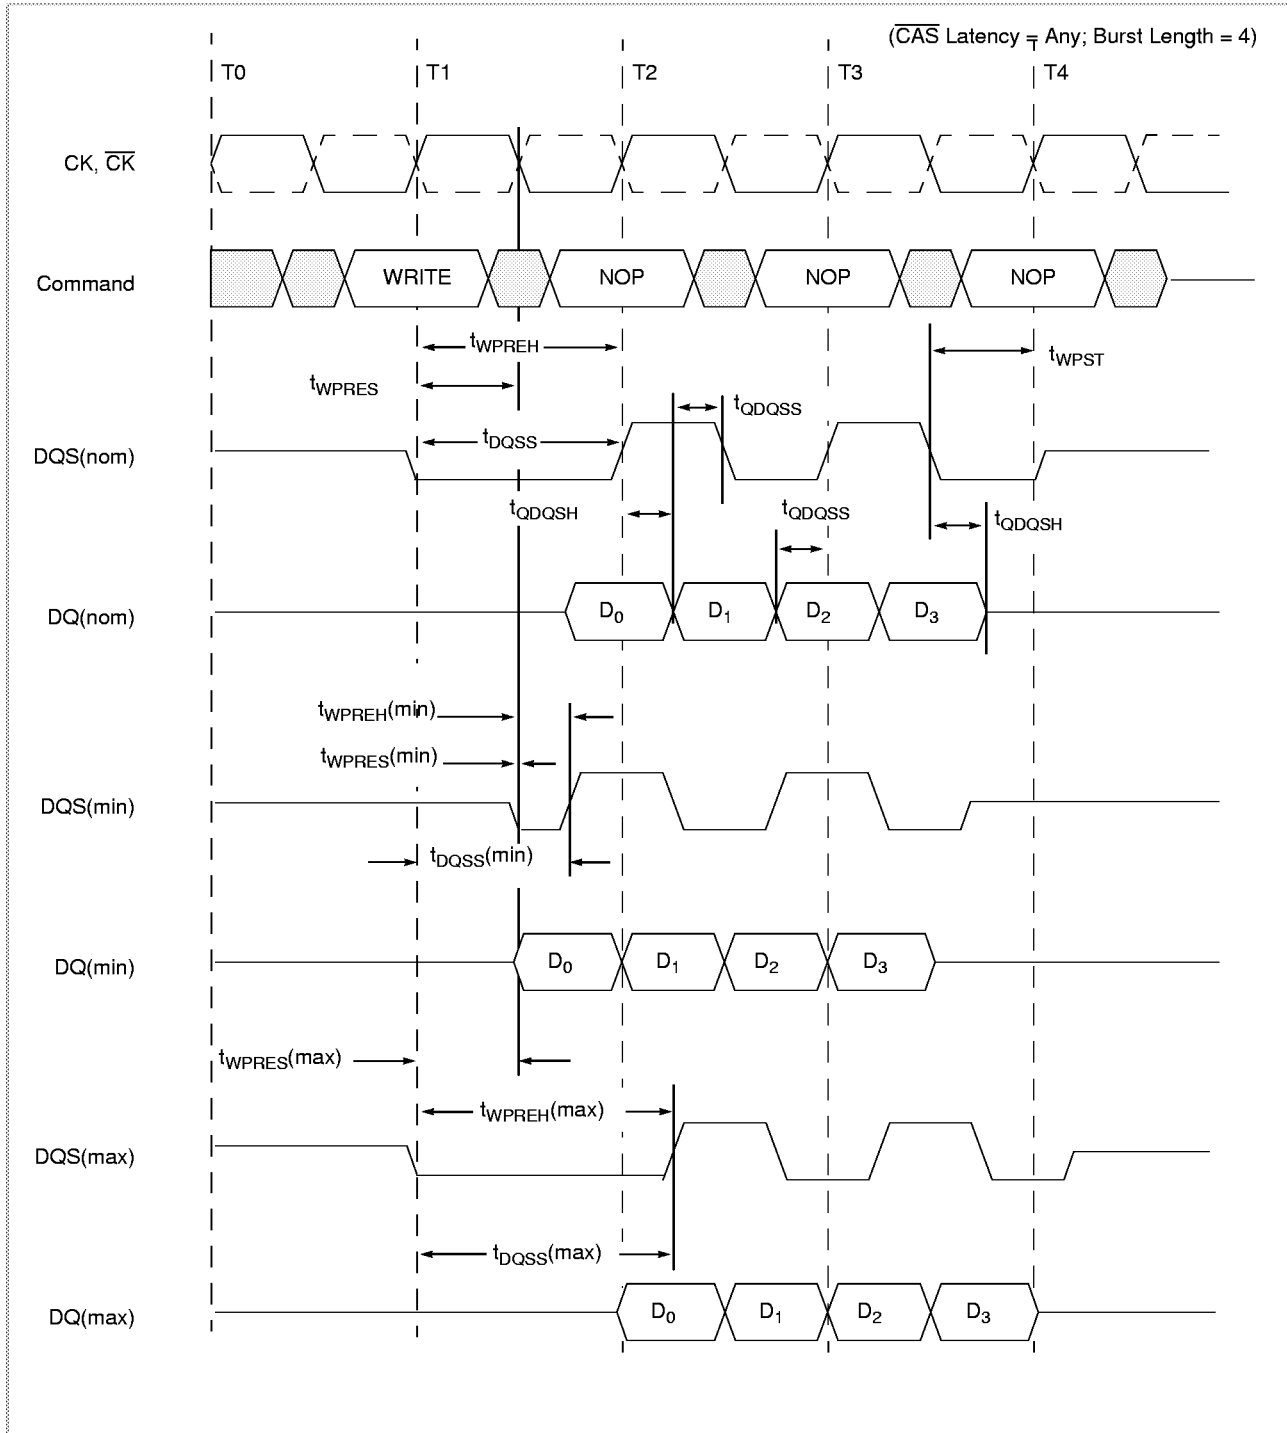 (C̅A̅S̅ Latency = Any; Burst Length = 4)
T0 T1 T2 T3 T4
CK, C̅K̅
Command WRITE NOP NOP NOP
tWPREH
tWPST
tWPRES
tQDQSS
tDQSS
DQS(nom)
tQDQSH tQDQSS tQDQSH
DQ(nom) D0 D1 D2 D3
tWPREH(min)
tWPRES(min)
DQS(min)
tDQSS(min)
DQ(min) D0 D1 D2 D3
tWPRES(max)
tWPREH(max)
DQS(max)
tDQSS(max)
DQ(max) D0 D1 D2 D3